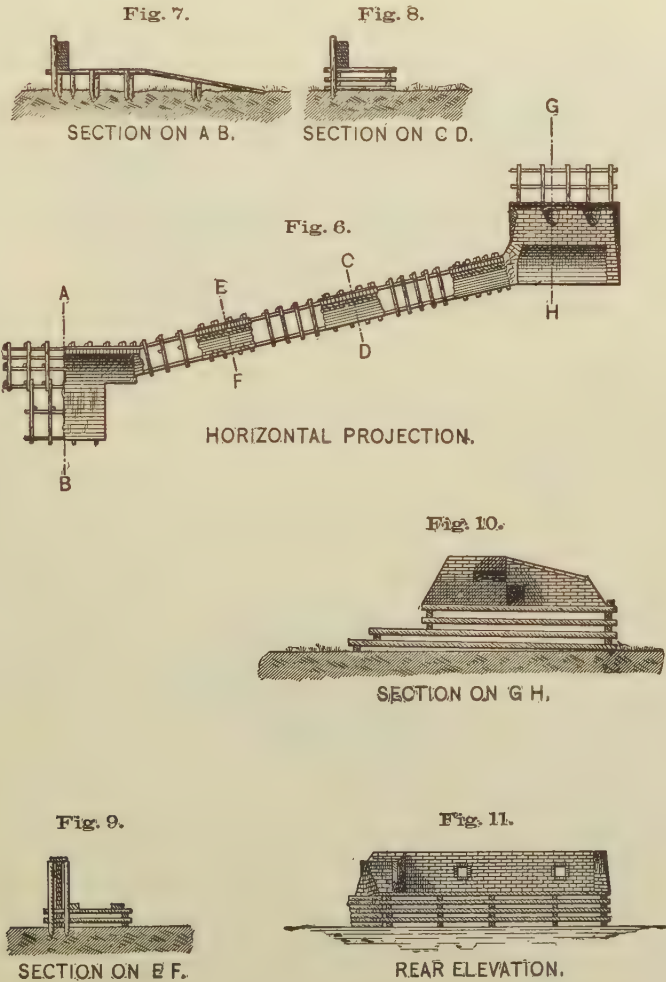 Fig. 7.
Fig. 8.
SECTION ON A B.
SECTION ON C D.
G
Fig. 6.
C
E
A
H
D
F
HORIZONTAL PROJECTION.
B
Fig. 10.
SECTION ON G H.
Fig. 9.
Fig. 11.
SECTION ON E F.
REAR ELEVATION.